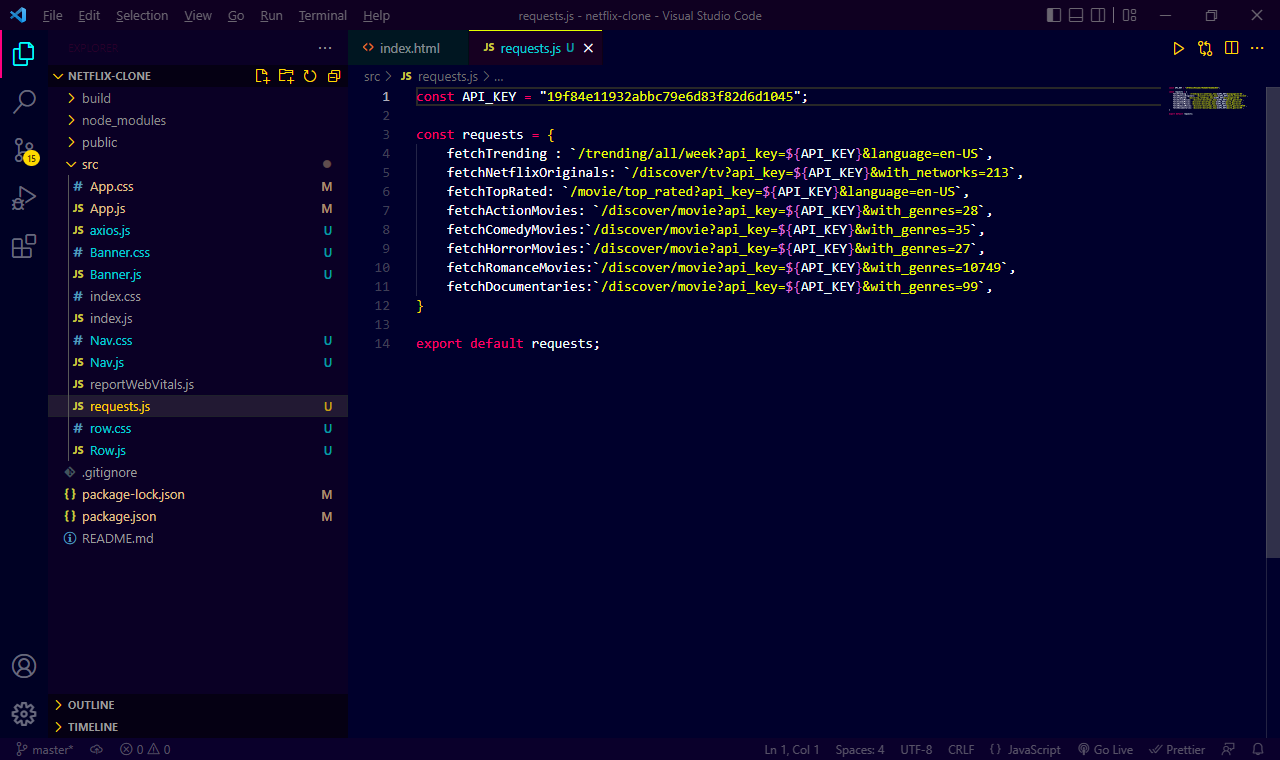 File Edit Selection View Go Run Terminal Help requests.js - netflix-clone - Visual Studio Code
EXPLORER
index.html
JS requests.js U
NETFLIX-CLONE
src > JS requests.js > ...
build
node_modules
public
src
# App.css M
JS App.js M
JS axios.js U
# Banner.css U
JS Banner.js U
# index.css
JS index.js
# Nav.css U
JS Nav.js U
JS reportWebVitals.js
JS requests.js U
# row.css U
JS Row.js U
.gitignore
{} package-lock.json M
{} package.json M
README.md
15
OUTLINE
TIMELINE
1 const API_KEY = "19f84e11932abbc79e6d83f82d6d1045";
2
3 const requests = {
4 fetchTrending : `/trending/all/week?api_key=${API_KEY}&language=en-US`,
5 fetchNetflixOriginals: `/discover/tv?api_key=${API_KEY}&with_networks=213`,
6 fetchTopRated: `/movie/top_rated?api_key=${API_KEY}&language=en-US`,
7 fetchActionMovies: `/discover/movie?api_key=${API_KEY}&with_genres=28`,
8 fetchComedyMovies:`/discover/movie?api_key=${API_KEY}&with_genres=35`,
9 fetchHorrorMovies: `/discover/movie?api_key=${API_KEY}&with_genres=27`,
10 fetchRomanceMovies:`/discover/movie?api_key=${API_KEY}&with_genres=10749`,
11 fetchDocumentaries:`/discover/movie?api_key=${API_KEY}&with_genres=99`,
12 }
13
14 export default requests;
master* 0 0 Ln 1, Col 1 Spaces: 4 UTF-8 CRLF {} JavaScript Go Live Prettier